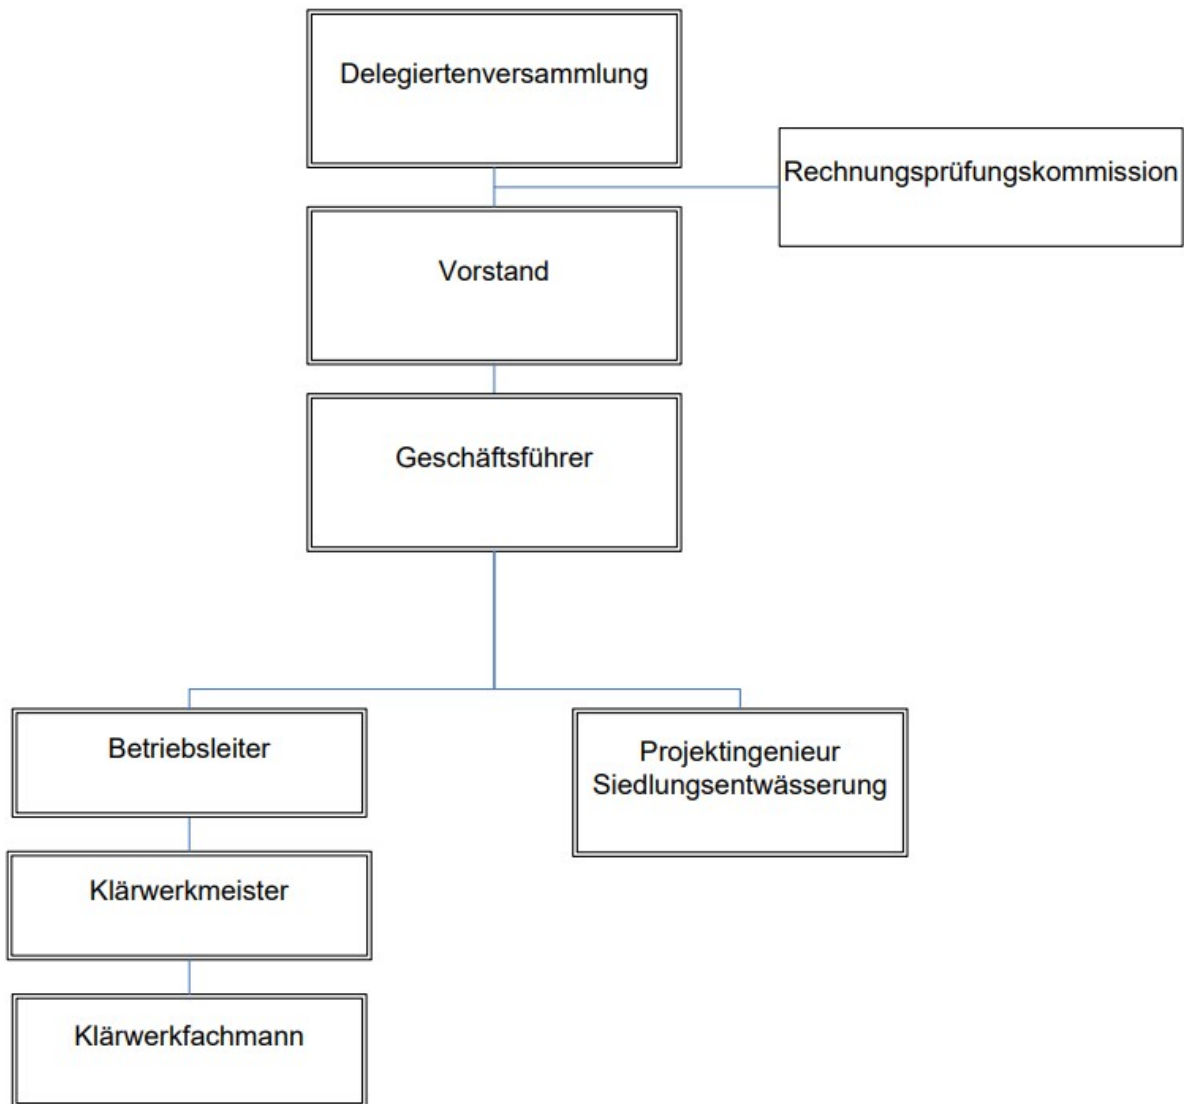 Delegiertenversammlung
Rechnungsprüfungskommission
Vorstand
Geschäftsführer
Betriebsleiter
Projektingenieur
Siedlungsentwässerung
Klärwerkmeister
Klärwerkfachmann